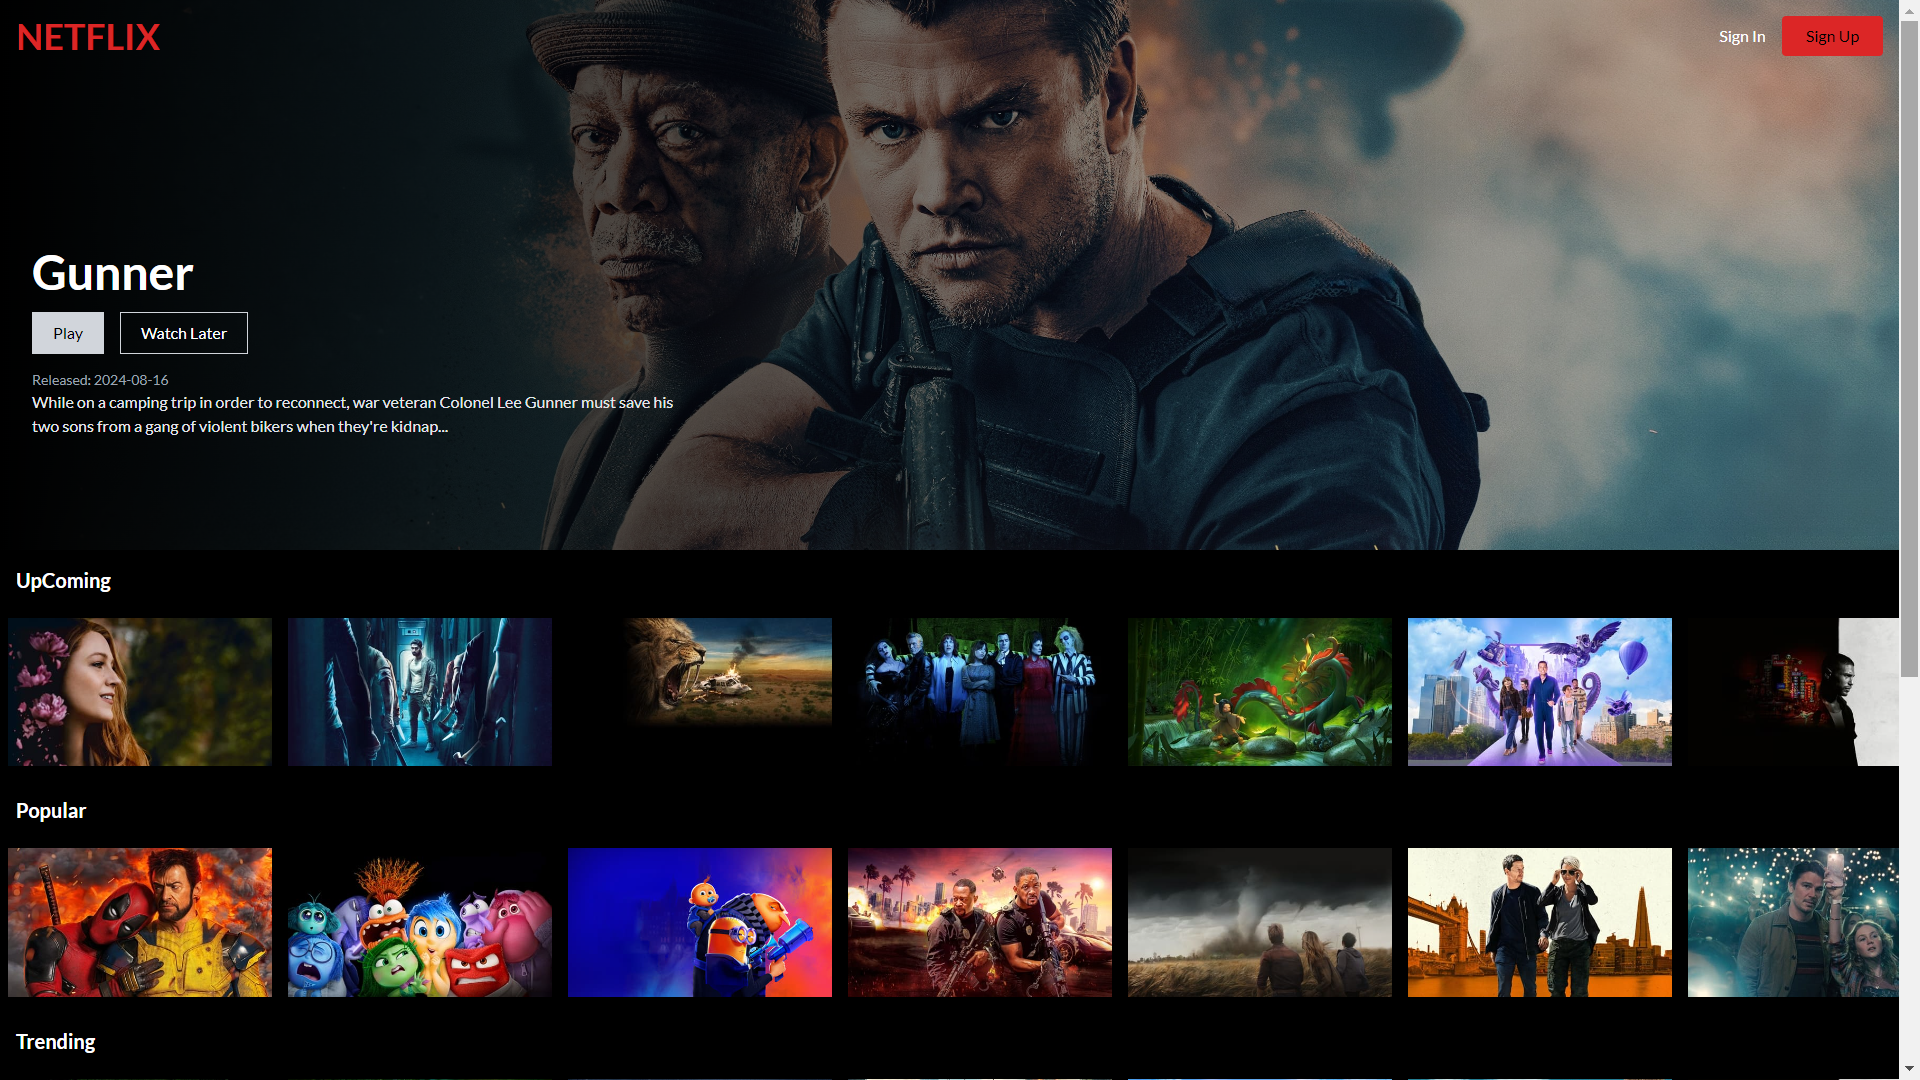 NETFLIX
Sign In
Sign Up
Gunner
Play
Watch Later
Released: 2024-08-16
While on a camping trip in order to reconnect, war veteran Colonel Lee Gunner must save his
two sons from a gang of violent bikers when they're kidnap...
UpComing
Popular
Trending